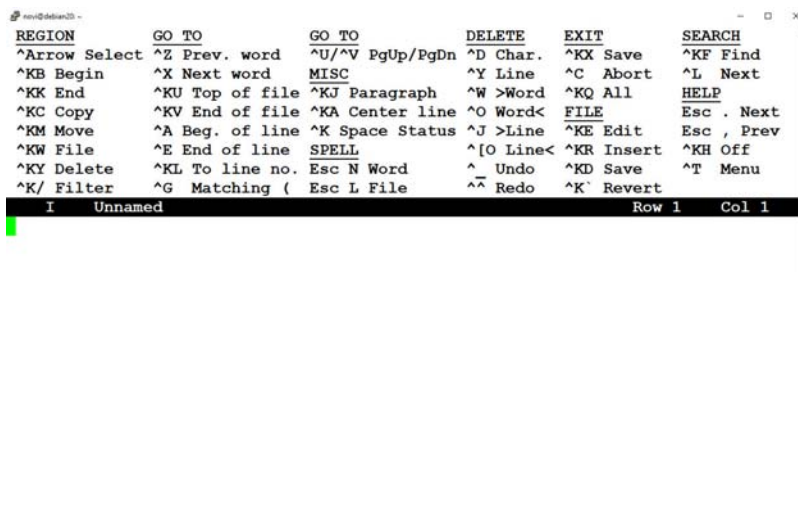 novi@debian20: ~
REGION GO TO GO TO DELETE EXIT SEARCH
^Arrow Select ^Z Prev. word ^U/^V PgUp/PgDn ^D Char. ^KX Save ^KF Find
^KB Begin ^X Next word MISC ^Y Line ^C Abort ^L Next
^KK End ^KU Top of file ^KJ Paragraph ^W >Word ^KQ All HELP
^KC Copy ^KV End of file ^KA Center line ^O Word< FILE Esc . Next
^KM Move ^A Beg. of line ^K Space Status ^J >Line ^KE Edit Esc , Prev
^KW File ^E End of line SPELL ^[O Line< ^KR Insert ^KH Off
^KY Delete ^KL To line no. Esc N Word ^_ Undo ^KD Save ^T Menu
^K/ Filter ^G Matching ( Esc L File ^^ Redo ^K` Revert
I Unnamed Row 1 Col 1